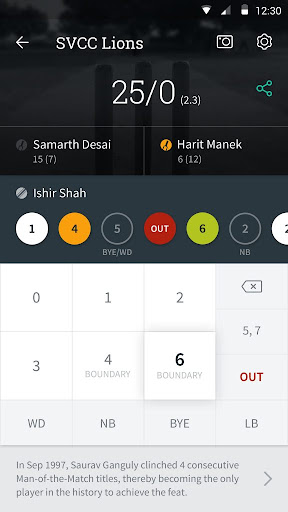 12:30
SVCC Lions
25/0 (2.3)
Samarth Desai
15 (7)
Harit Manek
6 (12)
Ishir Shah
1
4
5
OUT
6
2
2
BYE/WD
NB
0
1
2
5, 7
3
4
BOUNDARY
6
BOUNDARY
OUT
WD
NB
BYE
LB
In Sep 1997, Saurav Ganguly clinched 4 consecutive
Man-of-the-Match titles, thereby becoming the only
player in the history to achieve the feat.